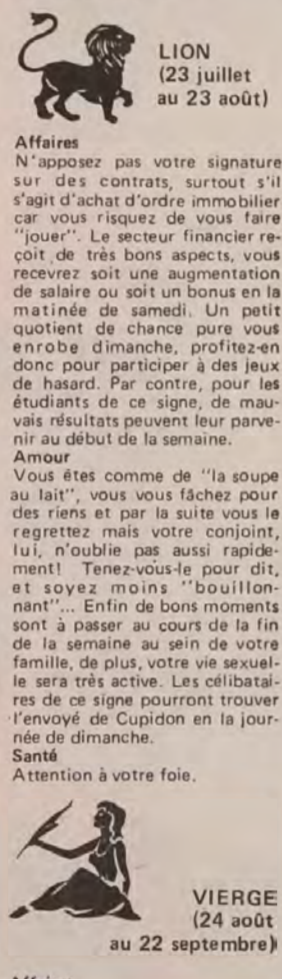 LION
(23 juillet
au 23 août)
Affaires
N'apposez pas votre signature
sur des contrats, surtout s'il
s'agit d'achat d'ordre immobilier
car vous risquez de vous faire
"jouer". Le secteur financier re-
çoit de très bons aspects, vous
recevrez soit une augmentation
de salaire ou soit un bonus en la
matinée de samedi. Un petit
quotient de chance pure vous
enrobe dimanche, profitez-en
donc pour participer à des jeux
de hasard. Par contre, pour les
étudiants de ce signe, de mau-
vais résultats peuvent leur parve-
nir au début de la semaine.
Amour
Vous êtes comme de "la soupe
au lait", vous vous fâchez pour
des riens et par la suite vous le
regrettez mais votre conjoint,
lui, n'oublie pas aussi rapide-
ment! Tenez-vous-le pour dit,
et soyez moins "bouillon-
nant"... Enfin de bons moments
sont à passer au cours de la fin
de la semaine au sein de votre
famille, de plus, votre vie sexuel-
le sera très active. Les célibatai-
res de ce signe pourront trouver
l'envoyé de Cupidon en la jour-
née de dimanche.
Santé
Attention à votre foie.
VIERGE
(24 août
au 22 septembre)